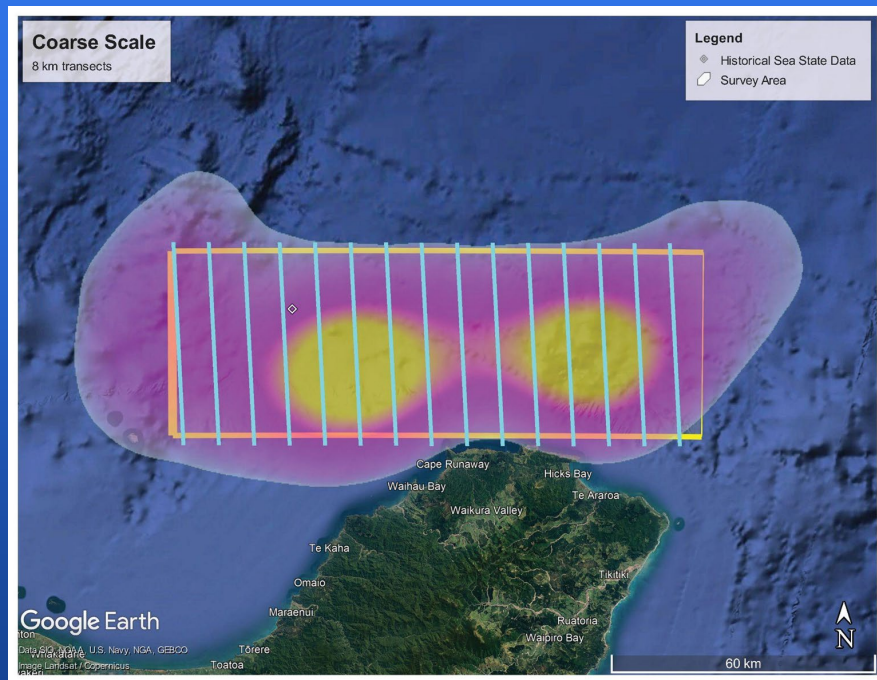 Coarse Scale
8 km transects
Legend
Historical Sea State Data
Survey Area
Cape Runaway
Hicks Bay
Waihau Bay
Te Araroa
Waikura Valley
Te Kaha
Omaio
Tikitiki
Maraenui
Ruatoria
Waipiro Bay
Tōrere
Toatoa
Google Earth
Data SIO, NOAA, U.S. Navy, NGA, GEBCO
Image Landsat / Copernicus
Whakatāne
N
60 km